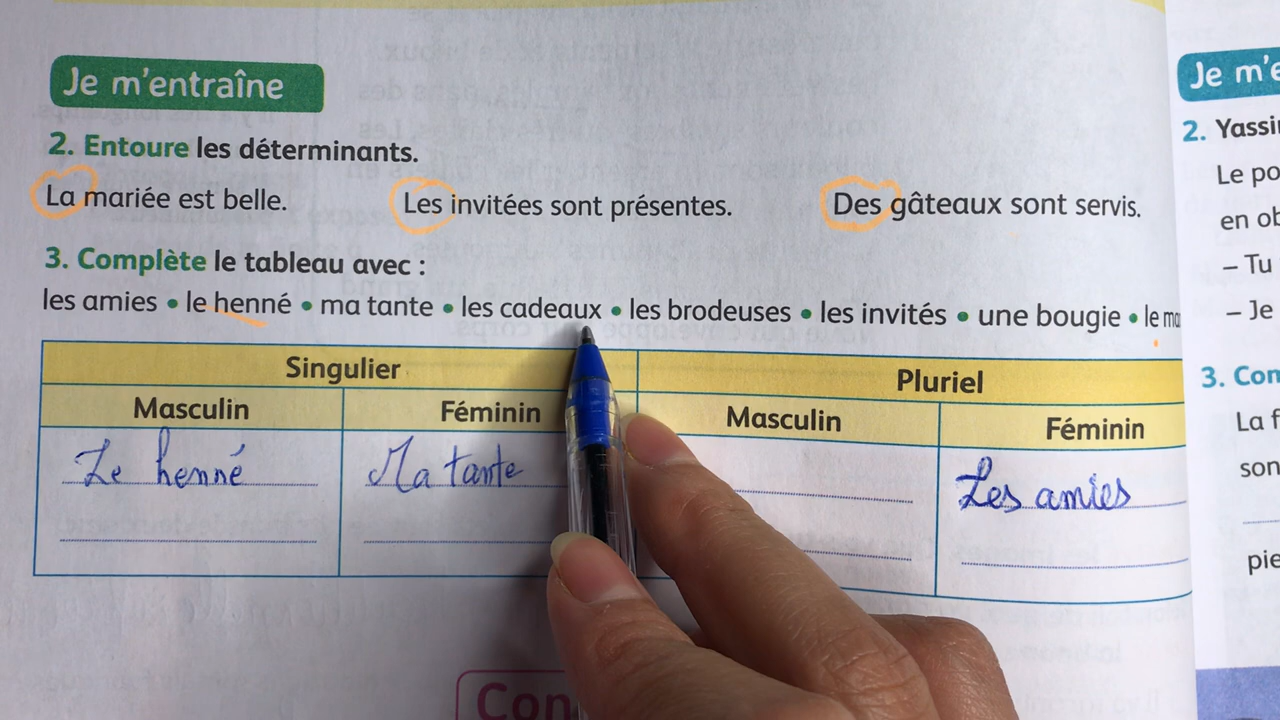 Je m'entraîne
2. Entoure les déterminants.
La mariée est belle. Les invitées sont présentes. Des gâteaux sont servis.
3. Complète le tableau avec :
les amies • le henné • ma tante • les cadeaux • les brodeuses • les invités • une bougie • le
Singulier Pluriel
Masculin Féminin Masculin Féminin
Le henné Ma tante Les amies
Con
Je m'e
2. Yassi
Le po
en ob
– Tu
– Je
3. Con
La f
son
pie